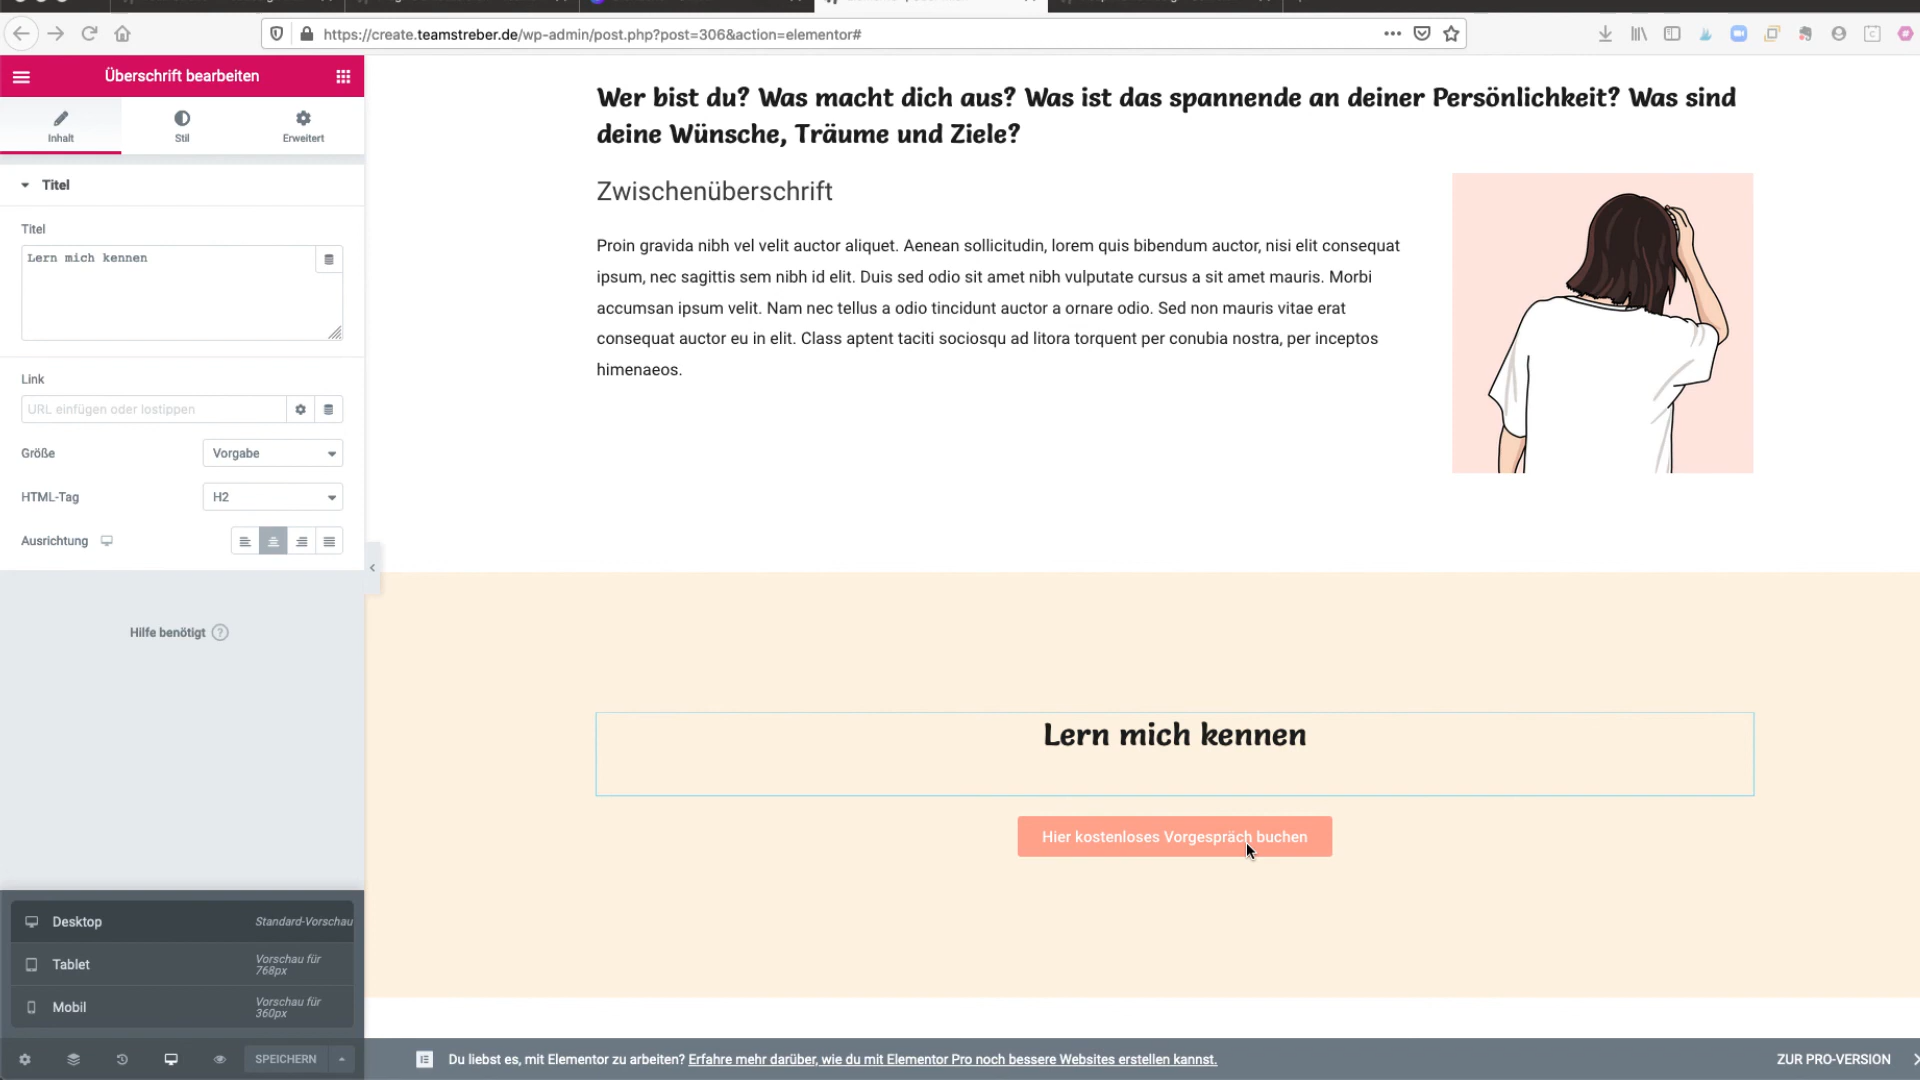 https://create.teamstreber.de/wp-admin/post.php?post=306&action=elementor#
Überschrift bearbeiten
Inhalt
Stil
Erweitert
Titel
Titel
Lern mich kennen
Link
URL einfügen oder lostippen
Größe
Vorgabe
HTML-Tag
H2
Ausrichtung
Hilfe benötigt ?
Desktop
Standard-Vorschau
Tablet
Vorschau für
768px
Mobil
Vorschau für
360px
SPEICHERN
Wer bist du? Was macht dich aus? Was ist das spannende an deiner Persönlichkeit? Was sind
deine Wünsche, Träume und Ziele?
Zwischenüberschrift
Proin gravida nibh vel velit auctor aliquet. Aenean sollicitudin, lorem quis bibendum auctor, nisi elit consequat
ipsum, nec sagittis sem nibh id elit. Duis sed odio sit amet nibh vulputate cursus a sit amet mauris. Morbi
accumsan ipsum velit. Nam nec tellus a odio tincidunt auctor a ornare odio. Sed non mauris vitae erat
consequat auctor eu in elit. Class aptent taciti sociosqu ad litora torquent per conubia nostra, per inceptos
himenaeos.
Lern mich kennen
Hier kostenloses Vorgespräch buchen
Du liebst es, mit Elementor zu arbeiten? Erfahre mehr darüber, wie du mit Elementor Pro noch bessere Websites erstellen kannst.
ZUR PRO-VERSION